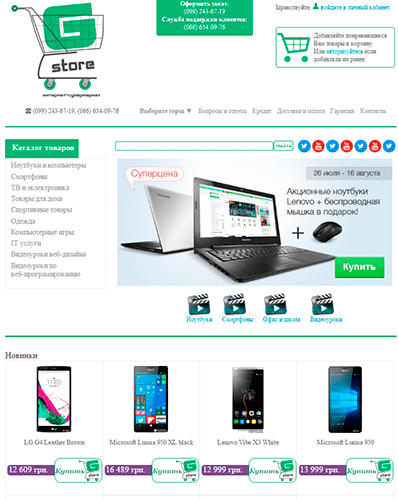 G
store
интернет-супермаркет
Оформить заказ:
(099) 243-67-19
Служба поддержки клиентов:
(066) 654-09-76
Здравствуйте. войдите в личный кабинет
Добавляйте понравившиеся
Вам товары в корзину.
Или авторизуйтесь если
добавляли их ранее.
(099) 243-67-19, (066) 654-09-76
Выберите город ▼
Вопросы и ответы
Кредит
Доставка и оплата
Гарантия
Контакты
Каталог товаров
Найти
Ноутбуки и компьютеры
Смартфоны
ТВ и электроника
Товары для дома
Спортивные товары
Одежда
Компьютерные игры
IT услуги
Видеоуроки веб-дизайна
Видеоуроки по
веб-програмированию
Суперцена
26 июля - 16 августа
Акционные ноутбуки
Lenovo + беспроводная
мышка в подарок!
+
Купить
Ноутбуки
Смартфоны
Офис и школа
Видеоуроки
Новинки
LG G4 Leather Brown
Microsoft Lumia 950 XL black
Lenovo Vibe X3 White
Microsoft Lumia 950
12 609 грн.
Купить
store
16 489 грн.
Купить
store
12 999 грн.
Купить
store
13 999 грн.
Купить
store